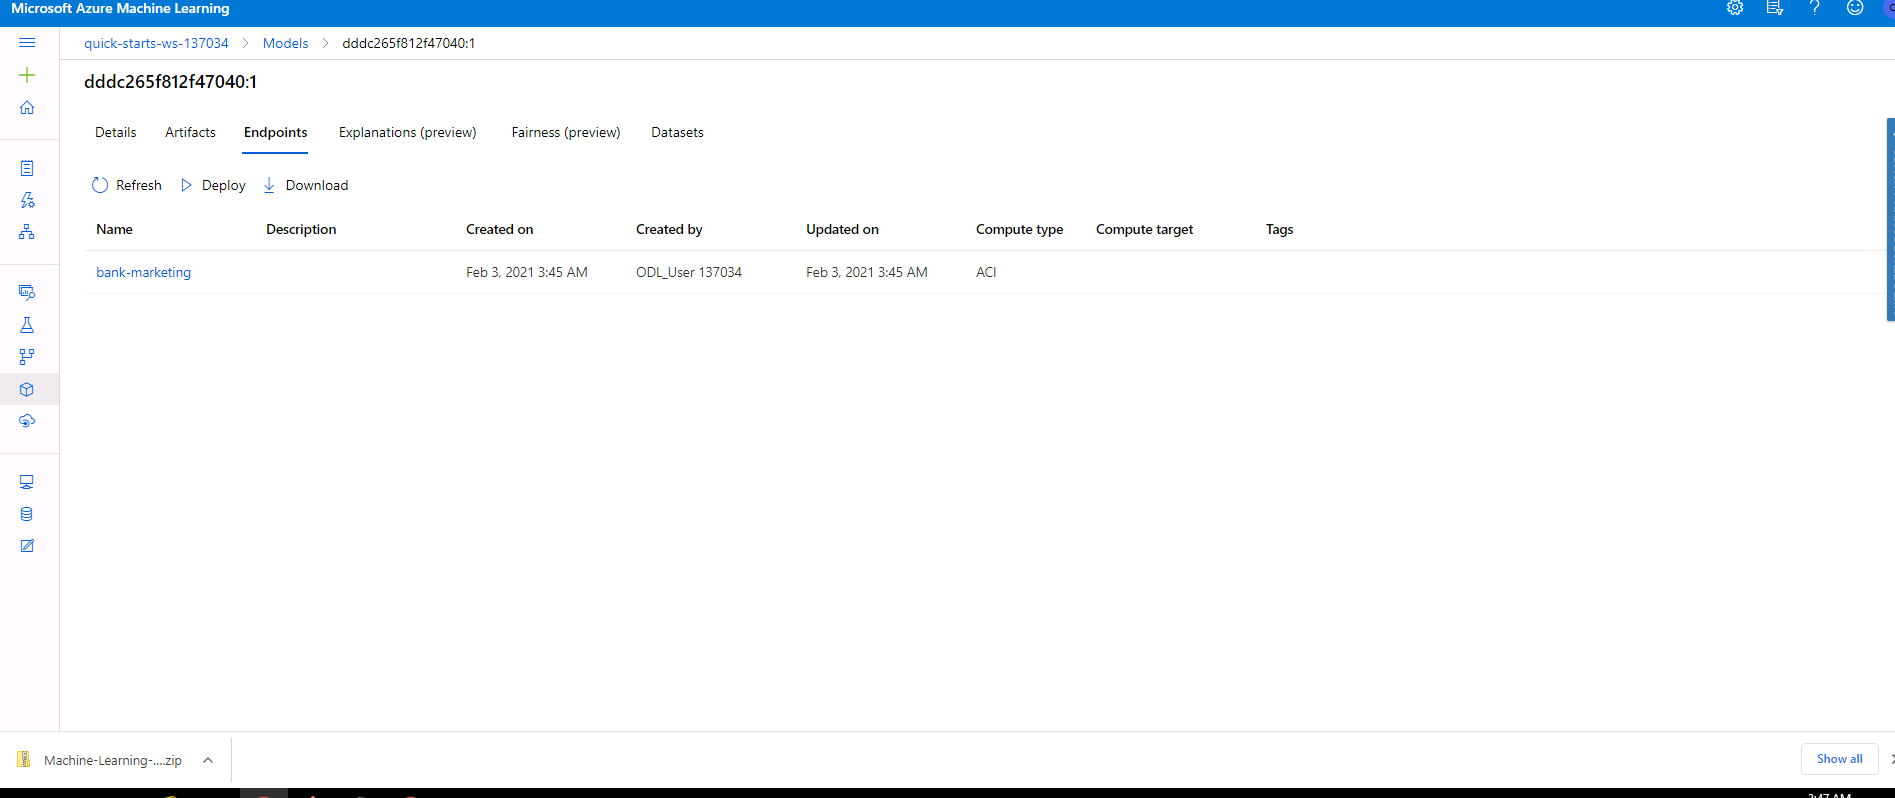 Microsoft Azure Machine Learning
quick-starts-ws-137034 > Models > dddc265f812f47040:1
dddc265f812f47040:1
Details Artifacts Endpoints Explanations (preview) Fairness (preview) Datasets
Refresh Deploy Download
Name Description Created on Created by Updated on Compute type Compute target Tags
bank-marketing Feb 3, 2021 3:45 AM ODL_User 137034 Feb 3, 2021 3:45 AM ACI
Machine-Learning-....zip Show all